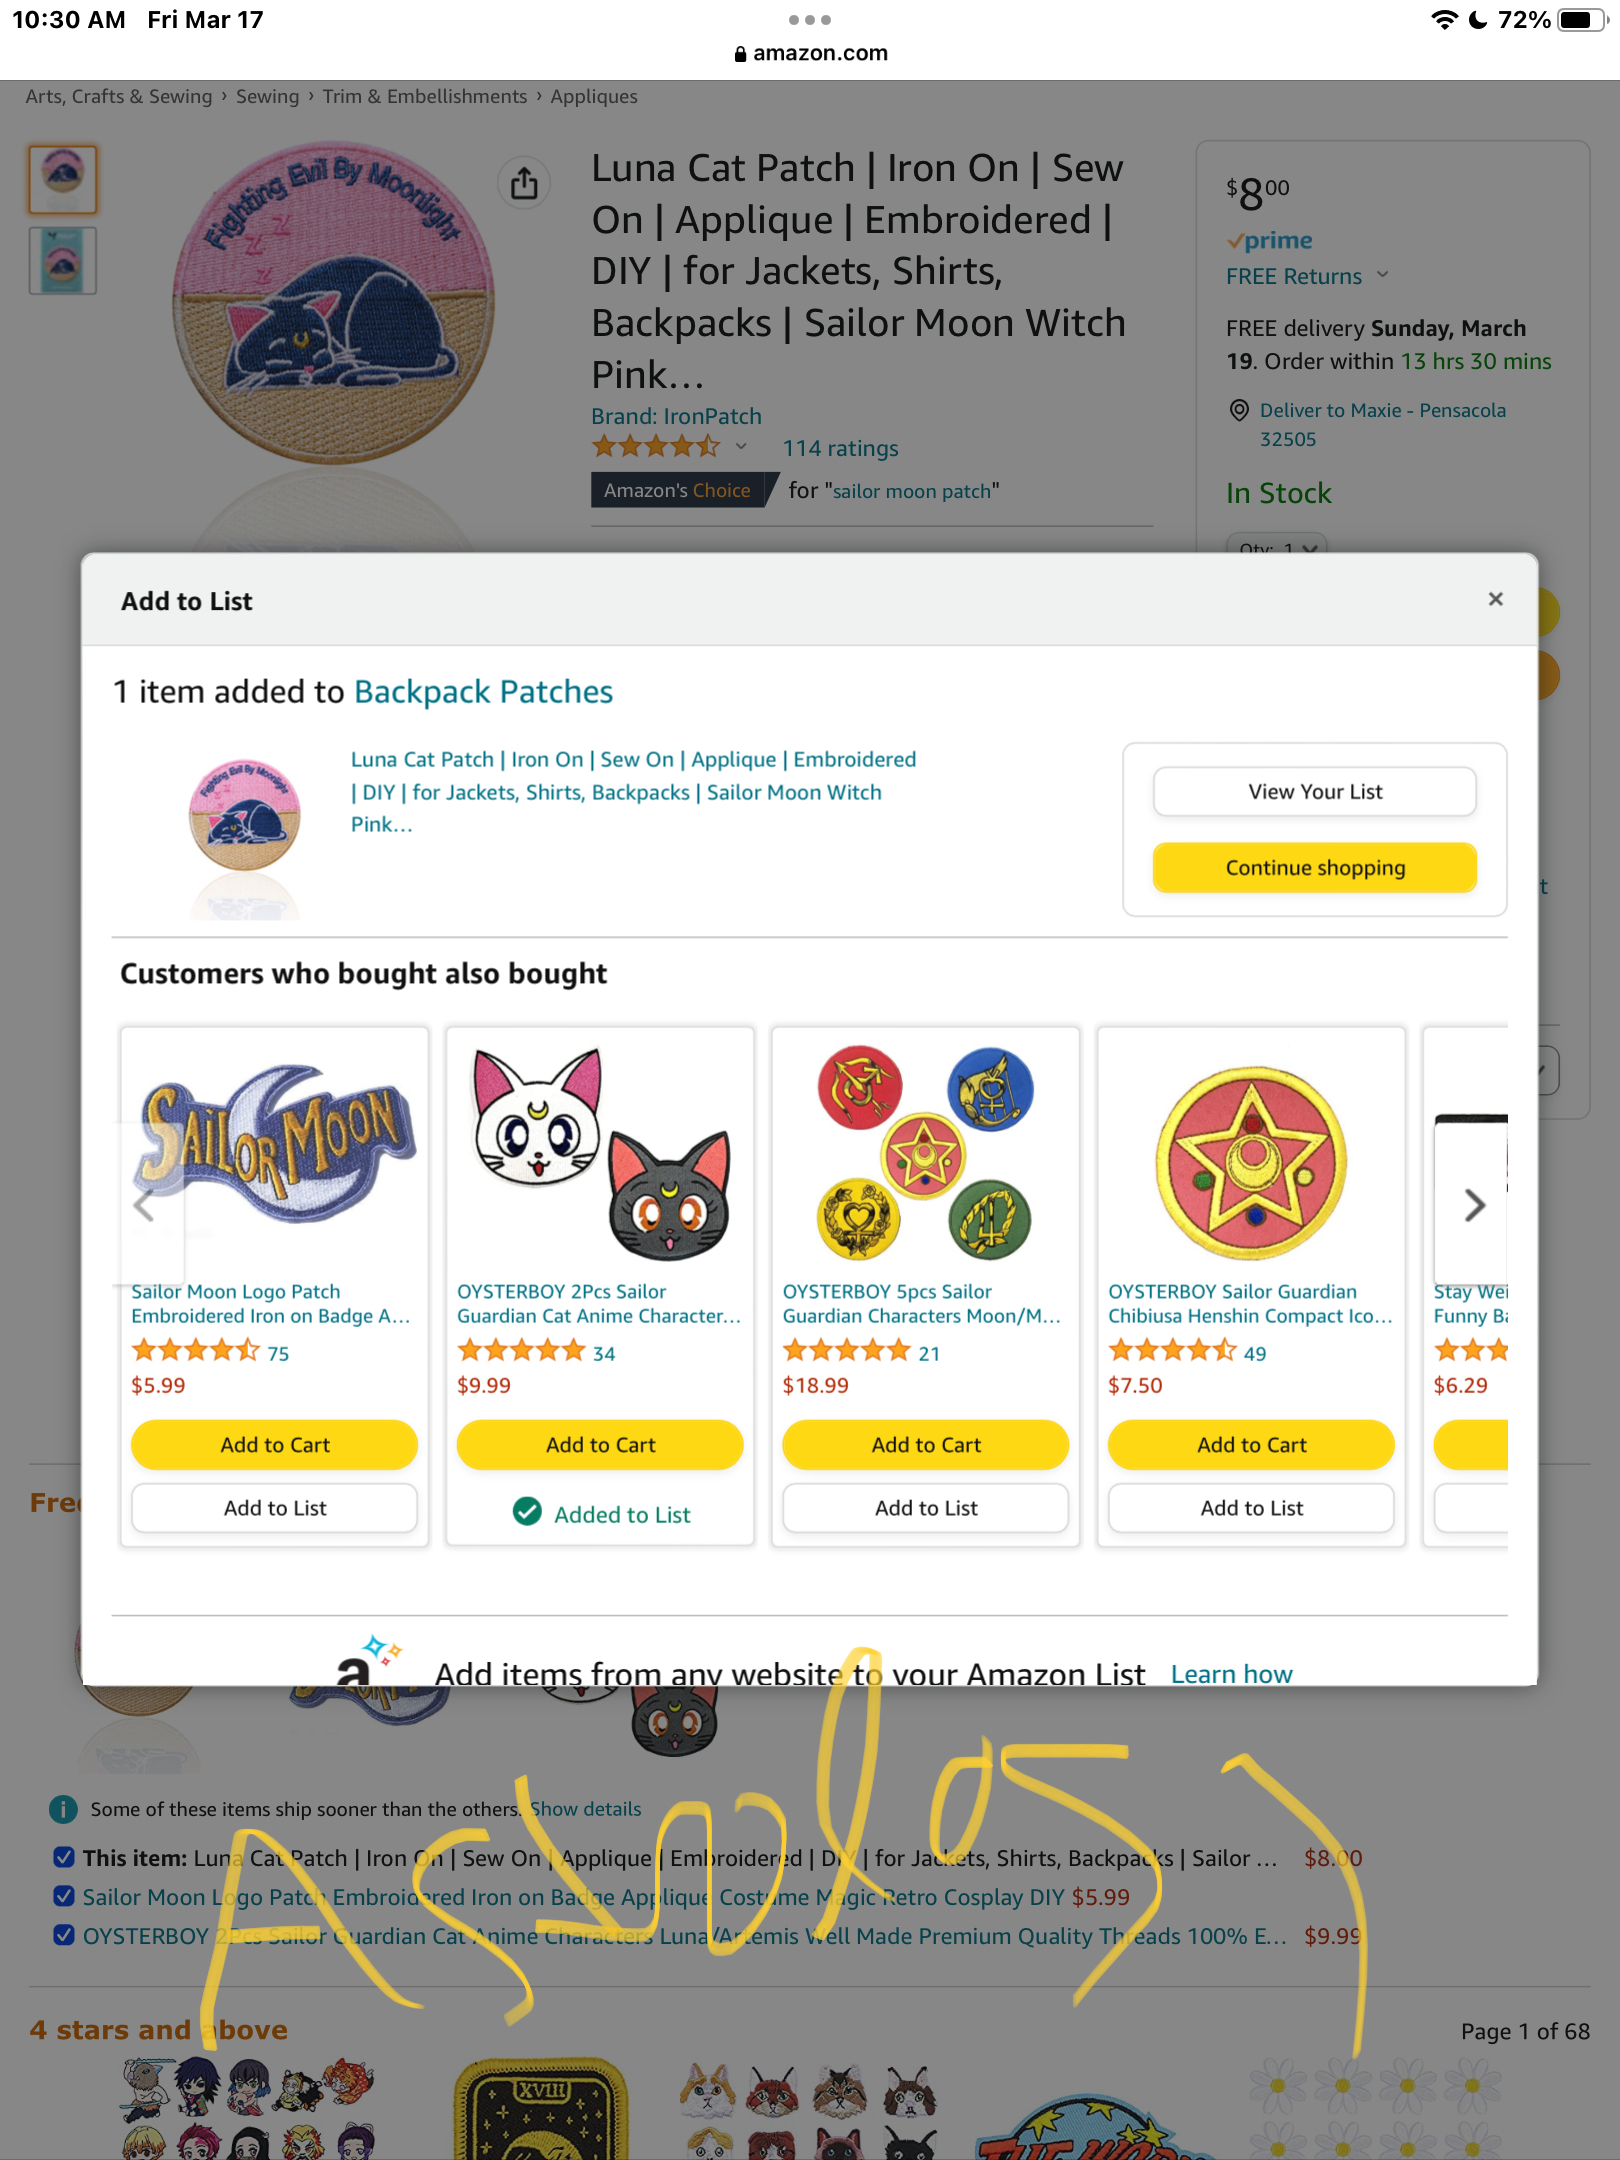 10:30 AM Fri Mar 17
72%
amazon.com
Arts, Crafts & Sewing › Sewing › Trim & Embellishments › Appliques
Fighting Evil By Moonlight
Luna Cat Patch | Iron On | Sew
On | Applique | Embroidered |
DIY | for Jackets, Shirts,
Backpacks | Sailor Moon Witch
Pink...
Brand: IronPatch
114 ratings
Amazon's Choice for "sailor moon patch"
$8 00
prime
FREE Returns
FREE delivery Sunday, March
19. Order within 13 hrs 30 mins
Deliver to Maxie - Pensacola
32505
In Stock
Qty: 1
Add to List
×
1 item added to Backpack Patches
Fighting Evil By Moonlight
Luna Cat Patch | Iron On | Sew On | Applique | Embroidered
| DIY | for Jackets, Shirts, Backpacks | Sailor Moon Witch
Pink...
View Your List
Continue shopping
Customers who bought also bought
SAILOR MOON
Sailor Moon Logo Patch
Embroidered Iron on Badge A...
75
$5.99
Add to Cart
Add to List
OYSTERBOY 2Pcs Sailor
Guardian Cat Anime Character...
34
$9.99
Add to Cart
Added to List
OYSTERBOY 5pcs Sailor
Guardian Characters Moon/M...
21
$18.99
Add to Cart
Add to List
OYSTERBOY Sailor Guardian
Chibiusa Henshin Compact Ico...
49
$7.50
Add to Cart
Add to List
Stay Wei
Funny Ba
$6.29
Fre
Add items from any website to your Amazon List Learn how
Some of these items ship sooner than the others. Show details
This item: Luna Cat Patch | Iron On | Sew On | Applique | Embroidered | DIY | for Jackets, Shirts, Backpacks | Sailor ... $8.00
Sailor Moon Logo Patch Embroidered Iron on Badge Applique Costume Magic Retro Cosplay DIY $5.99
OYSTERBOY 2Pcs Sailor Guardian Cat Anime Characters Luna/Artemis Well Made Premium Quality Threads 100% E... $9.99
4 stars and above
Page 1 of 68
XVIII